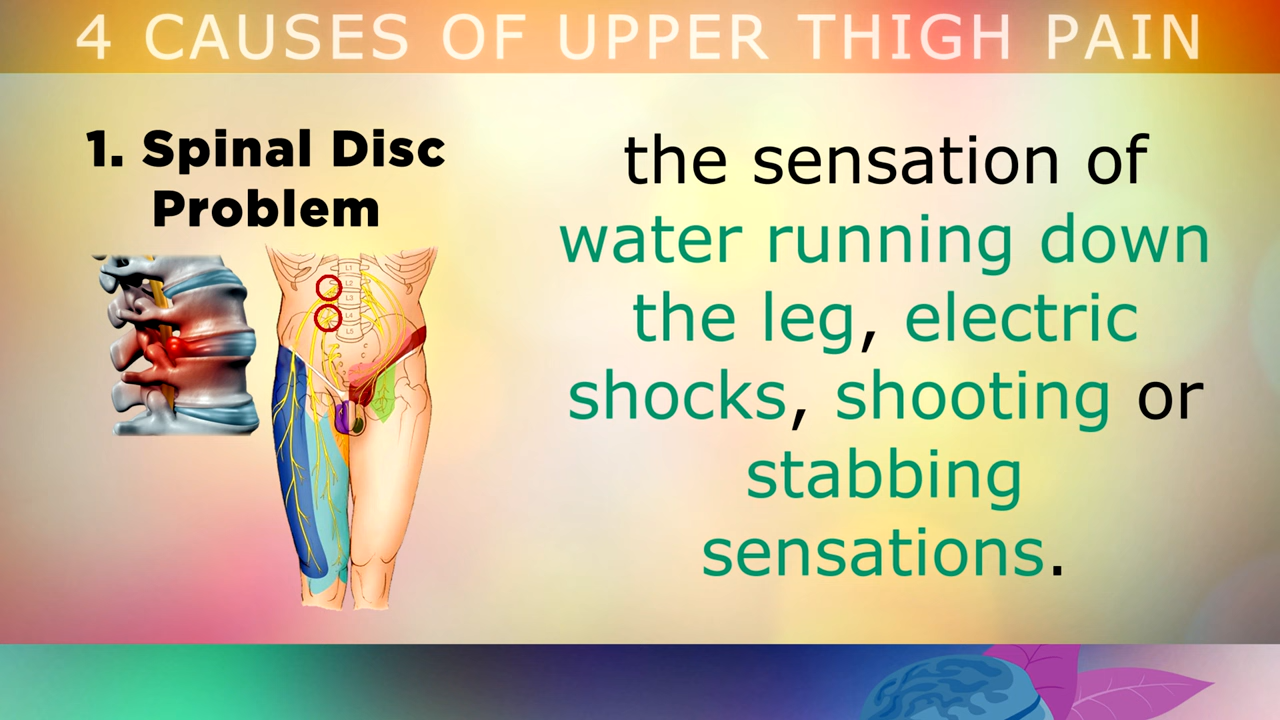 4 CAUSES OF UPPER THIGH PAIN
1. Spinal Disc
Problem
the sensation of
water running down
the leg, electric
shocks, shooting or
stabbing
sensations.